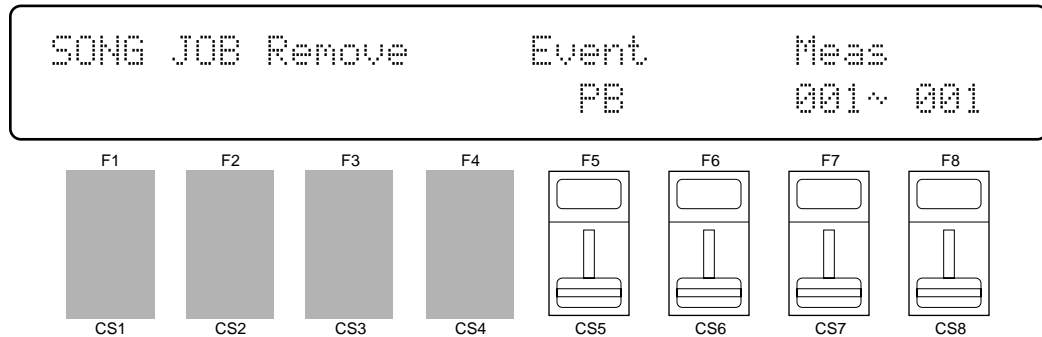 SONG JOB Remove Event Meas
PB 001~ 001
F1 F2 F3 F4 F5 F6 F7 F8
CS1 CS2 CS3 CS4 CS5 CS6 CS7 CS8